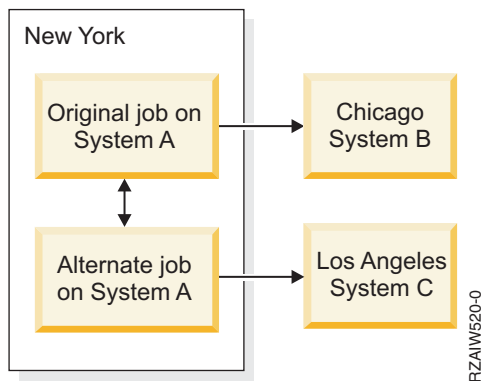 New York
Original job on
System A
Chicago
System B
Alternate job
on System A
Los Angeles
System C
RZAIW520-0